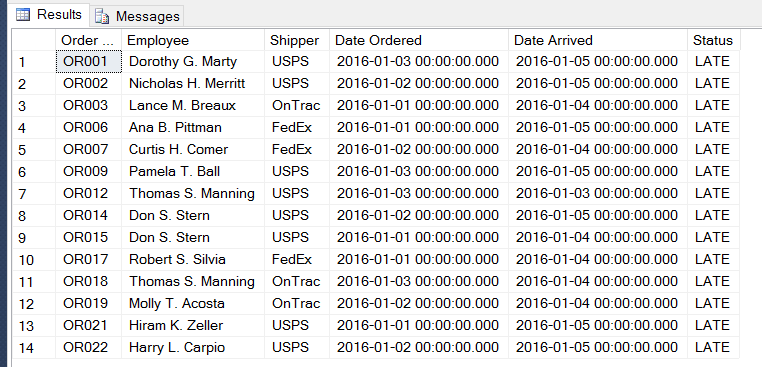 Results Messages
Order ... Employee Shipper Date Ordered Date Arrived Status
1 OR001 Dorothy G. Marty USPS 2016-01-03 00:00:00.000 2016-01-05 00:00:00.000 LATE
2 OR002 Nicholas H. Merritt USPS 2016-01-02 00:00:00.000 2016-01-05 00:00:00.000 LATE
3 OR003 Lance M. Breaux OnTrac 2016-01-01 00:00:00.000 2016-01-04 00:00:00.000 LATE
4 OR006 Ana B. Pittman FedEx 2016-01-01 00:00:00.000 2016-01-05 00:00:00.000 LATE
5 OR007 Curtis H. Comer FedEx 2016-01-02 00:00:00.000 2016-01-04 00:00:00.000 LATE
6 OR009 Pamela T. Ball USPS 2016-01-03 00:00:00.000 2016-01-05 00:00:00.000 LATE
7 OR012 Thomas S. Manning USPS 2016-01-03 00:00:00.000 2016-01-03 00:00:00.000 LATE
8 OR014 Don S. Stern USPS 2016-01-02 00:00:00.000 2016-01-05 00:00:00.000 LATE
9 OR015 Don S. Stern USPS 2016-01-01 00:00:00.000 2016-01-04 00:00:00.000 LATE
10 OR017 Robert S. Silvia FedEx 2016-01-01 00:00:00.000 2016-01-04 00:00:00.000 LATE
11 OR018 Thomas S. Manning OnTrac 2016-01-03 00:00:00.000 2016-01-04 00:00:00.000 LATE
12 OR019 Molly T. Acosta OnTrac 2016-01-02 00:00:00.000 2016-01-04 00:00:00.000 LATE
13 OR021 Hiram K. Zeller USPS 2016-01-01 00:00:00.000 2016-01-05 00:00:00.000 LATE
14 OR022 Harry L. Carpio USPS 2016-01-02 00:00:00.000 2016-01-05 00:00:00.000 LATE